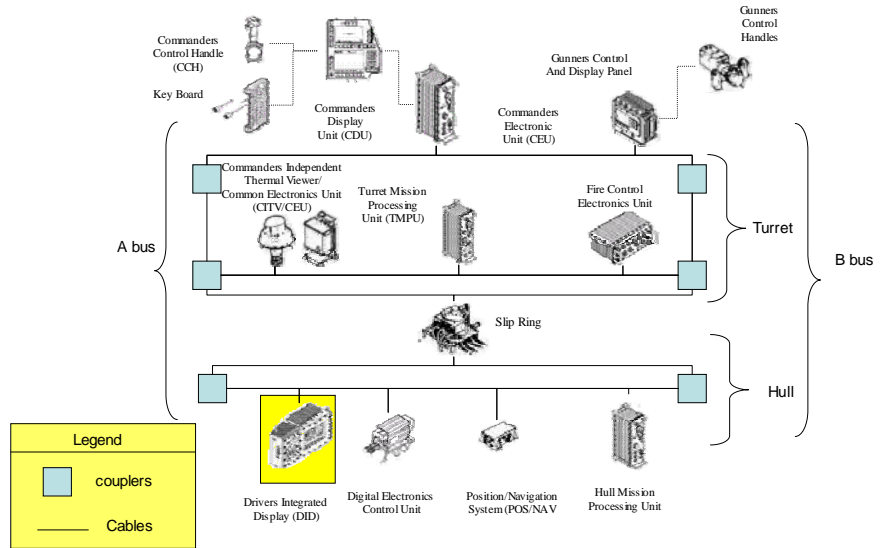 Commanders
Control Handle
(CCH)
Key Board
Commanders
Display
Unit (CDU)
Gunners Control
And Display Panel
Commanders
Electronic
Unit (CEU)
Gunners
Control
Handles
Commanders Independent
Thermal Viewer/
Common Electronics Unit
(CITV/CEU)
Turret Mission
Processing
Unit (TMPU)
Fire Control
Electronics Unit
Turret
A bus
B bus
Slip Ring
Hull
Drivers Integrated
Display (DID)
Digital Electronics
Control Unit
Position/Navigation
System (POS/NAV
Hull Mission
Processing Unit
Legend
couplers
Cables